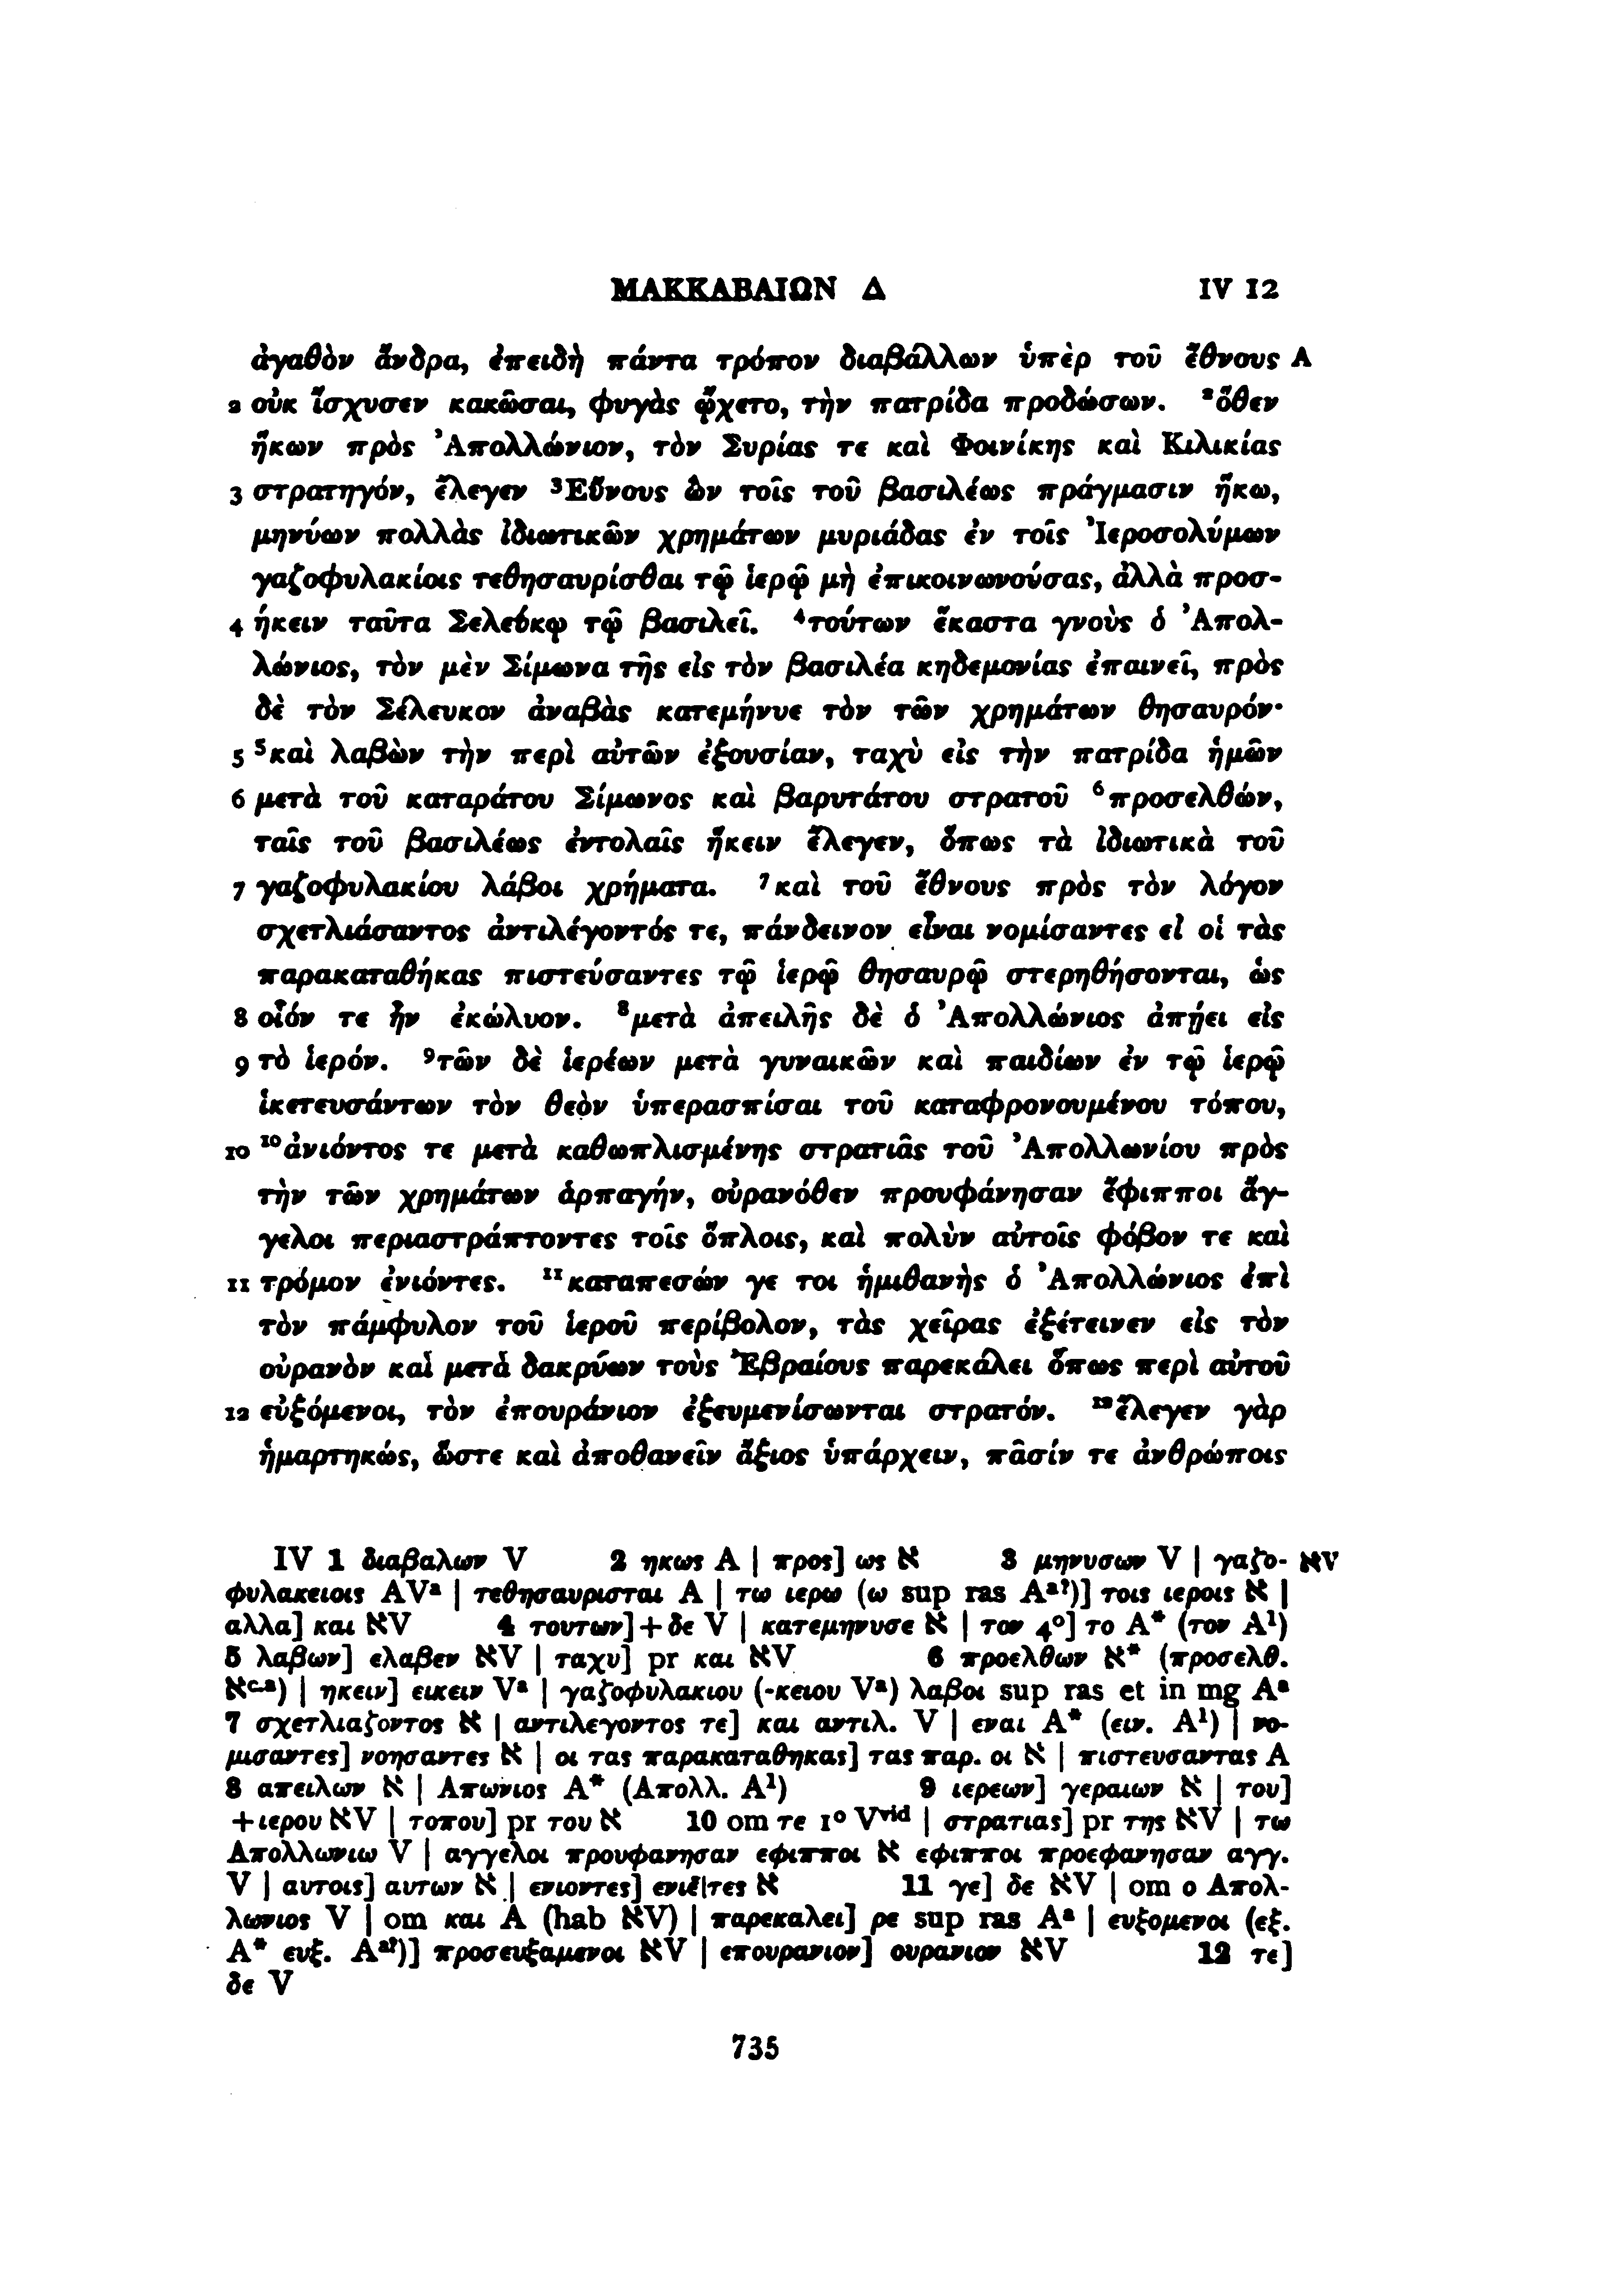 ΜΑΚΚΑΒΑΙΩΝ Δ IV 12
ἀγαθὸν ἄνδρα, ἐπειδὴ πάντα τρόπον διαβάλλων ὑπὲρ τοῦ ἔθνους A
2 οὐκ ἴσχυσεν κακῶσαι, φυγὰς ᾤχετο, τὴν πατρίδα προδώσων. ²ὅθεν
ἥκων πρὸς Ἀπολλώνιον, τὸν Συρίας τε καὶ Φοινίκης καὶ Κιλικίας
3 στρατηγόν, ἔλεγεν ³Εὔνους ὢν τοῖς τοῦ βασιλέως πράγμασιν ἥκω,
μηνύων πολλὰς ἰδιωτικῶν χρημάτων μυριάδας ἐν τοῖς Ἱεροσολύμων
γαζοφυλακίοις τεθησαυρίσθαι τῷ ἱερῷ μὴ ἐπικοινωνούσας, ἀλλὰ προσ-
4 ήκειν ταῦτα Σελεύκῳ τῷ βασιλεῖ. ⁴τούτων ἕκαστα γνοὺς ὁ Ἀπολ-
λώνιος, τὸν μὲν Σίμωνα τῆς εἰς τὸν βασιλέα κηδεμονίας ἐπαινεῖ, πρὸς
δὲ τὸν Σέλευκον ἀναβὰς κατεμήνυε τὸν τῶν χρημάτων θησαυρόν·
5 ⁵καὶ λαβὼν τὴν περὶ αὐτῶν ἐξουσίαν, ταχὺ εἰς τὴν πατρίδα ἡμῶν
6 μετὰ τοῦ καταράτου Σίμωνος καὶ βαρυτάτου στρατοῦ ⁶προσελθών,
ταῖς τοῦ βασιλέως ἐντολαῖς ἥκειν ἔλεγεν, ὅπως τὰ ἰδιωτικὰ τοῦ
7 γαζοφυλακίου λάβοι χρήματα. ⁷καὶ τοῦ ἔθνους πρὸς τὸν λόγον
σχετλιάσαντος ἀντιλέγοντός τε, πάνδεινον εἶναι νομίσαντες εἰ οἱ τὰς
παρακαταθήκας πιστεύσαντες τῷ ἱερῷ θησαυρῷ στερηθήσονται, ὡς
8 οἷόν τε ἦν ἐκώλυον. ⁸μετὰ ἀπειλῆς δὲ ὁ Ἀπολλώνιος ἀπῄει εἰς
9 τὸ ἱερόν. ⁹τῶν δὲ ἱερέων μετὰ γυναικῶν καὶ παιδίων ἐν τῷ ἱερῷ
ἱκετευσάντων τὸν θεὸν ὑπερασπίσαι τοῦ καταφρονουμένου τόπου,
10 ¹⁰ἀνιόντος τε μετὰ καθωπλισμένης στρατιᾶς τοῦ Ἀπολλωνίου πρὸς
τὴν τῶν χρημάτων ἁρπαγήν, οὐρανόθεν προυφάνησαν ἔφιπποι ἄγ-
γελοι περιαστράπτοντες τοῖς ὅπλοις, καὶ πολὺν αὐτοῖς φόβον τε καὶ
11 τρόμον ἐνιόντες. ¹¹καταπεσών γε τοι ἡμιθανὴς ὁ Ἀπολλώνιος ἐπὶ
τὸν πάμφυλον τοῦ ἱεροῦ περίβολον, τὰς χεῖρας ἐξέτεινεν εἰς τὸν
οὐρανὸν καὶ μετὰ δακρύων τοὺς Ἑβραίους παρεκάλει ὅπως περὶ αὐτοῦ
12 εὐξόμενοι, τὸν ἐπουράνιον ἐξευμενίσωνται στρατόν. ¹²ἔλεγεν γὰρ
ἡμαρτηκώς, ὥστε καὶ ἀποθανεῖν ἄξιος ὑπάρχειν, πᾶσίν τε ἀνθρώποις
IV 1 διαβαλων V 2 ηκως A | προς] ως א 3 μηνυσων V | γαζο- אV
φυλακειοις AVᵃ | τεθησαυρισται A | τω ιερω (ω sup ras Aᵃ?)] τοις ιεροις א |
αλλα] και אV 4 τουτων]+δε V | κατεμηνυσε א | τον 4°] το A* (τον A¹)
5 λαβων] ελαβεν אV | ταχυ] pr και אV 6 προελθων א* (προσελθ.
אᶜ·ᵃ) | ηκειν] εικειν Vᵃ | γαζοφυλακιου (-κειου Vᵃ) λαβοι sup ras et in mg Aᵃ
7 σχετλιαζοντος א | αντιλεγοντος τε] και αντιλ. V | εναι A* (ειν. A¹) | νο-
μισαντες] νοησαντες א | οι τας παρακαταθηκας] τας παρ. οι א | πιστευσαντας A
8 απειλων א | Απωνιος A* (Απολλ. A¹) 9 ιερεων] γεραιων א | του]
+ιερου אV | τοπου] pr του א 10 om τε 1° Vᵛⁱᵈ | στρατιας] pr της אV | τω
Απολλωνιω V | αγγελοι προυφανησαν εφιπποι א εφιπποι προεφανησαν αγγ.
V | αυτοις] αυτων א | ενιοντες] ενιε|τες א 11 γε] δε אV | om ο Απολ-
λωνιος V | om και A (hab אV) | παρεκαλει] ρε sup ras Aᵃ | ευξομενοι (εξ.
A* ευξ. Aᵃ?)] προσευξαμενοι אV | επουρανιον] ουρανιον אV 12 τε]
δε V
735